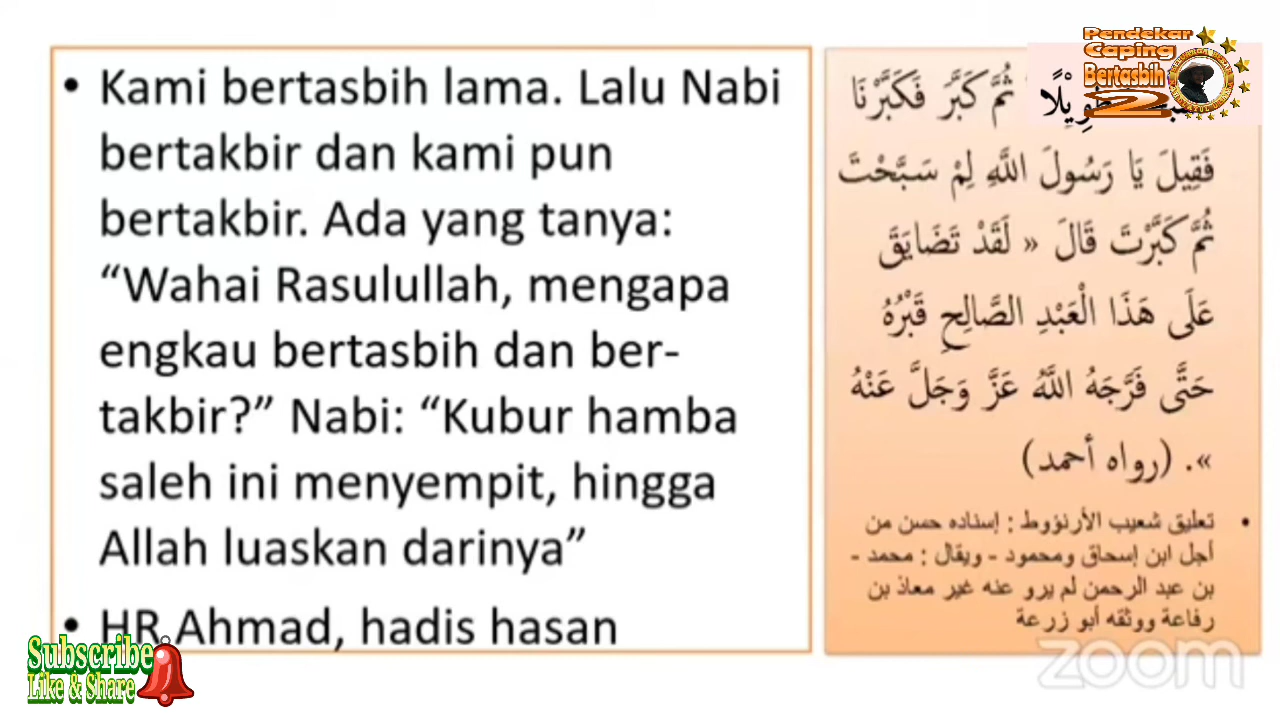 • Kami bertasbih lama. Lalu Nabi
bertakbir dan kami pun
bertakbir. Ada yang tanya:
“Wahai Rasulullah, mengapa
engkau bertasbih dan ber-
takbir?” Nabi: “Kubur hamba
saleh ini menyempit, hingga
Allah luaskan darinya”
• HR Ahmad, hadis hasan
طَوِيْلًا ثُمَّ كَبَّرَ فَكَبَّرْنَا
فَقِيلَ يَا رَسُولَ اللَّهِ لِمْ سَبَّحْتَ
ثُمَّ كَبَّرْتَ قَالَ « لَقَدْ تَضَايَقَ
عَلَى هَذَا الْعَبْدِ الصَّالِحِ قَبْرُهُ
حَتَّى فَرَّجَهُ اللَّهُ عَزَّ وَجَلَّ عَنْهُ
». (رواه أحمد)
• تعليق شعيب الأرنؤوط : إسناده حسن من
أجل ابن إسحاق ومحمود - ويقال : محمد -
بن عبد الرحمن لم يرو عنه غير معاذ بن
رفاعة ووثقه أبو زرعة
Pendekar
Caping
Bertasbih
2
Subscribe
Like & Share
zoom